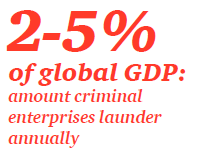 2-5%
of global GDP:
amount criminal
enterprises launder
annually